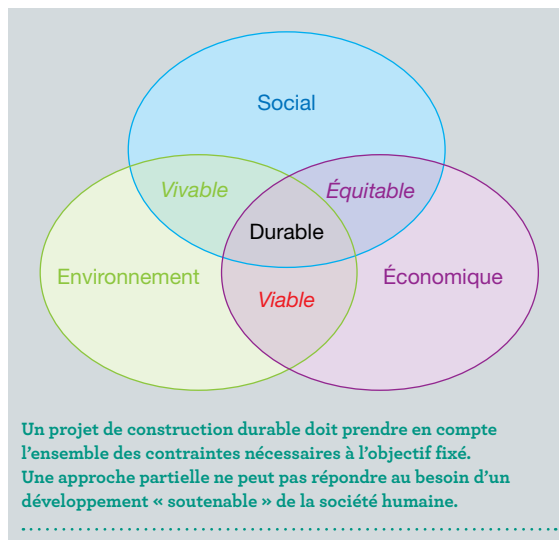 Social
Vivable
Équitable
Durable
Environnement
Économique
Viable
Un projet de construction durable doit prendre en compte
l'ensemble des contraintes nécessaires à l'objectif fixé.
Une approche partielle ne peut pas répondre au besoin d'un
développement « soutenable » de la société humaine.